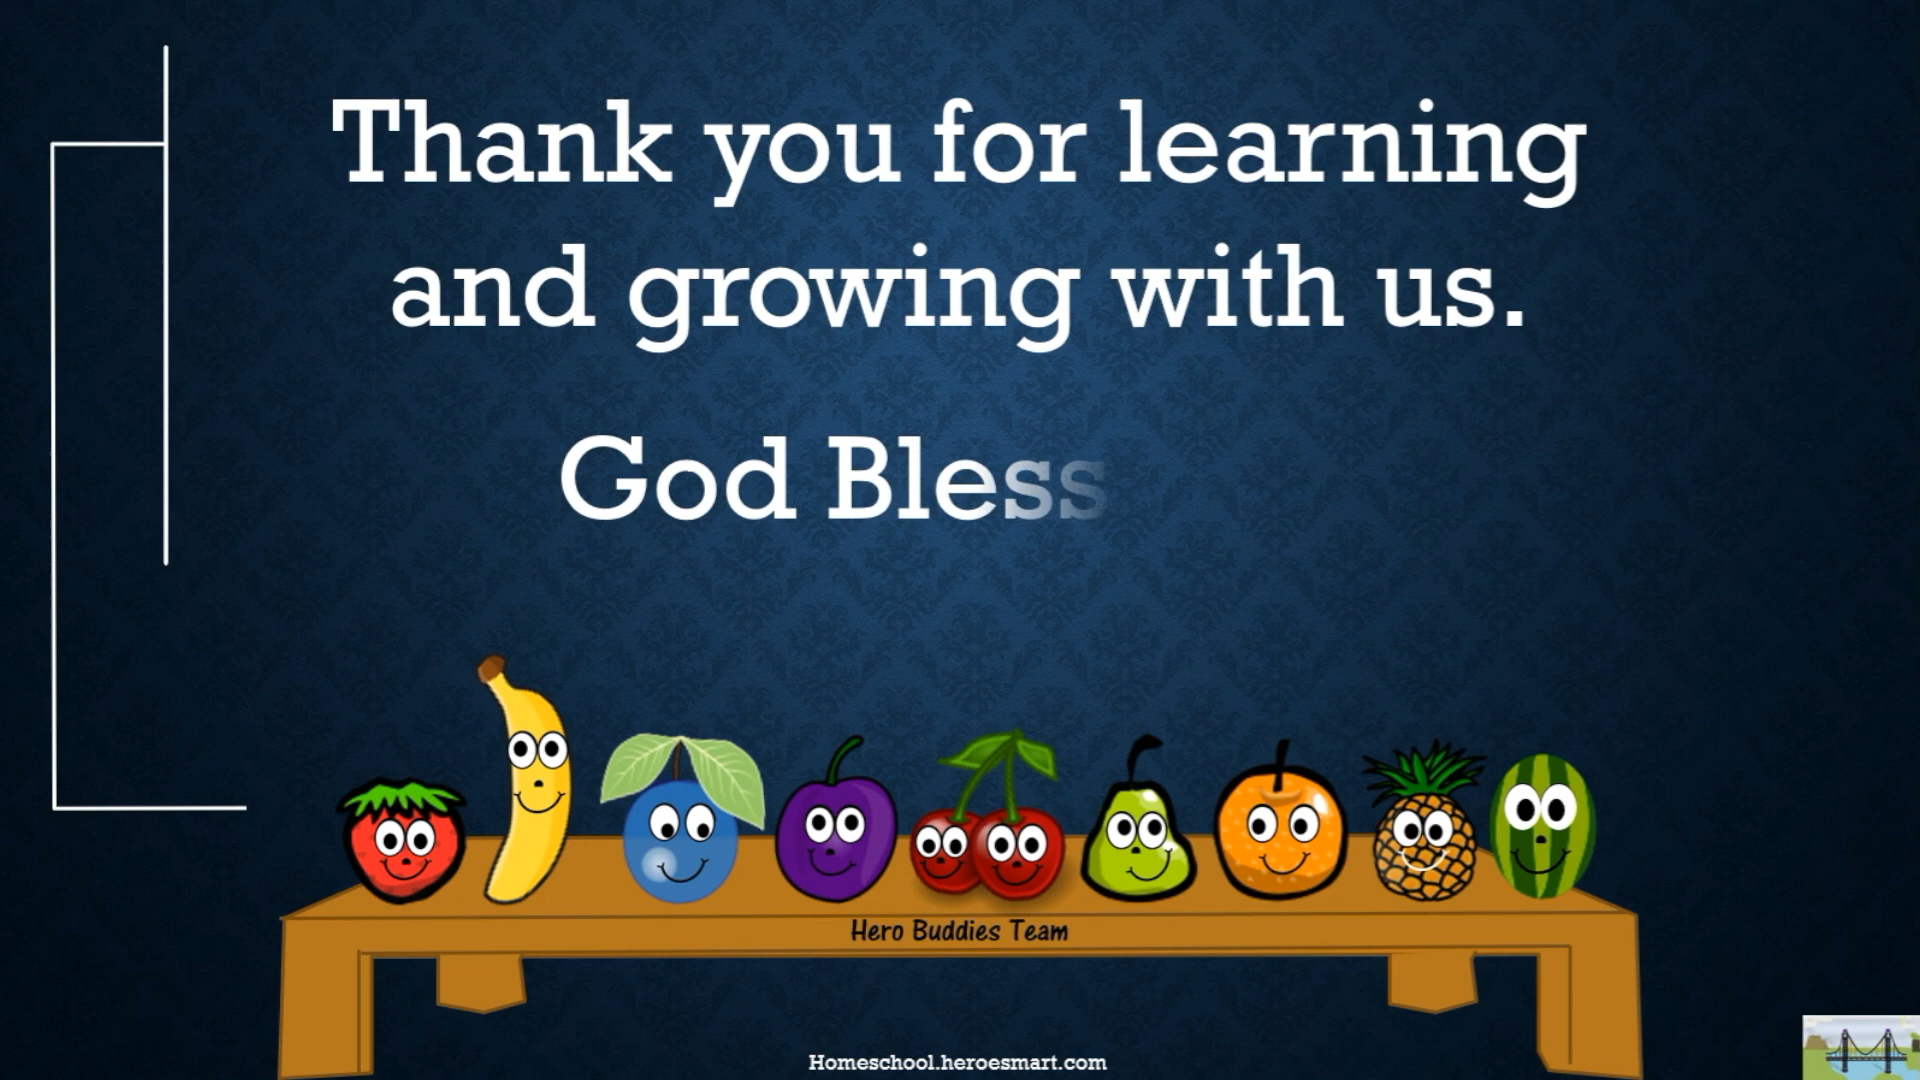 Thank you for learning
and growing with us.
God Bless
Hero Buddies Team
Homeschool.heroesmart.com